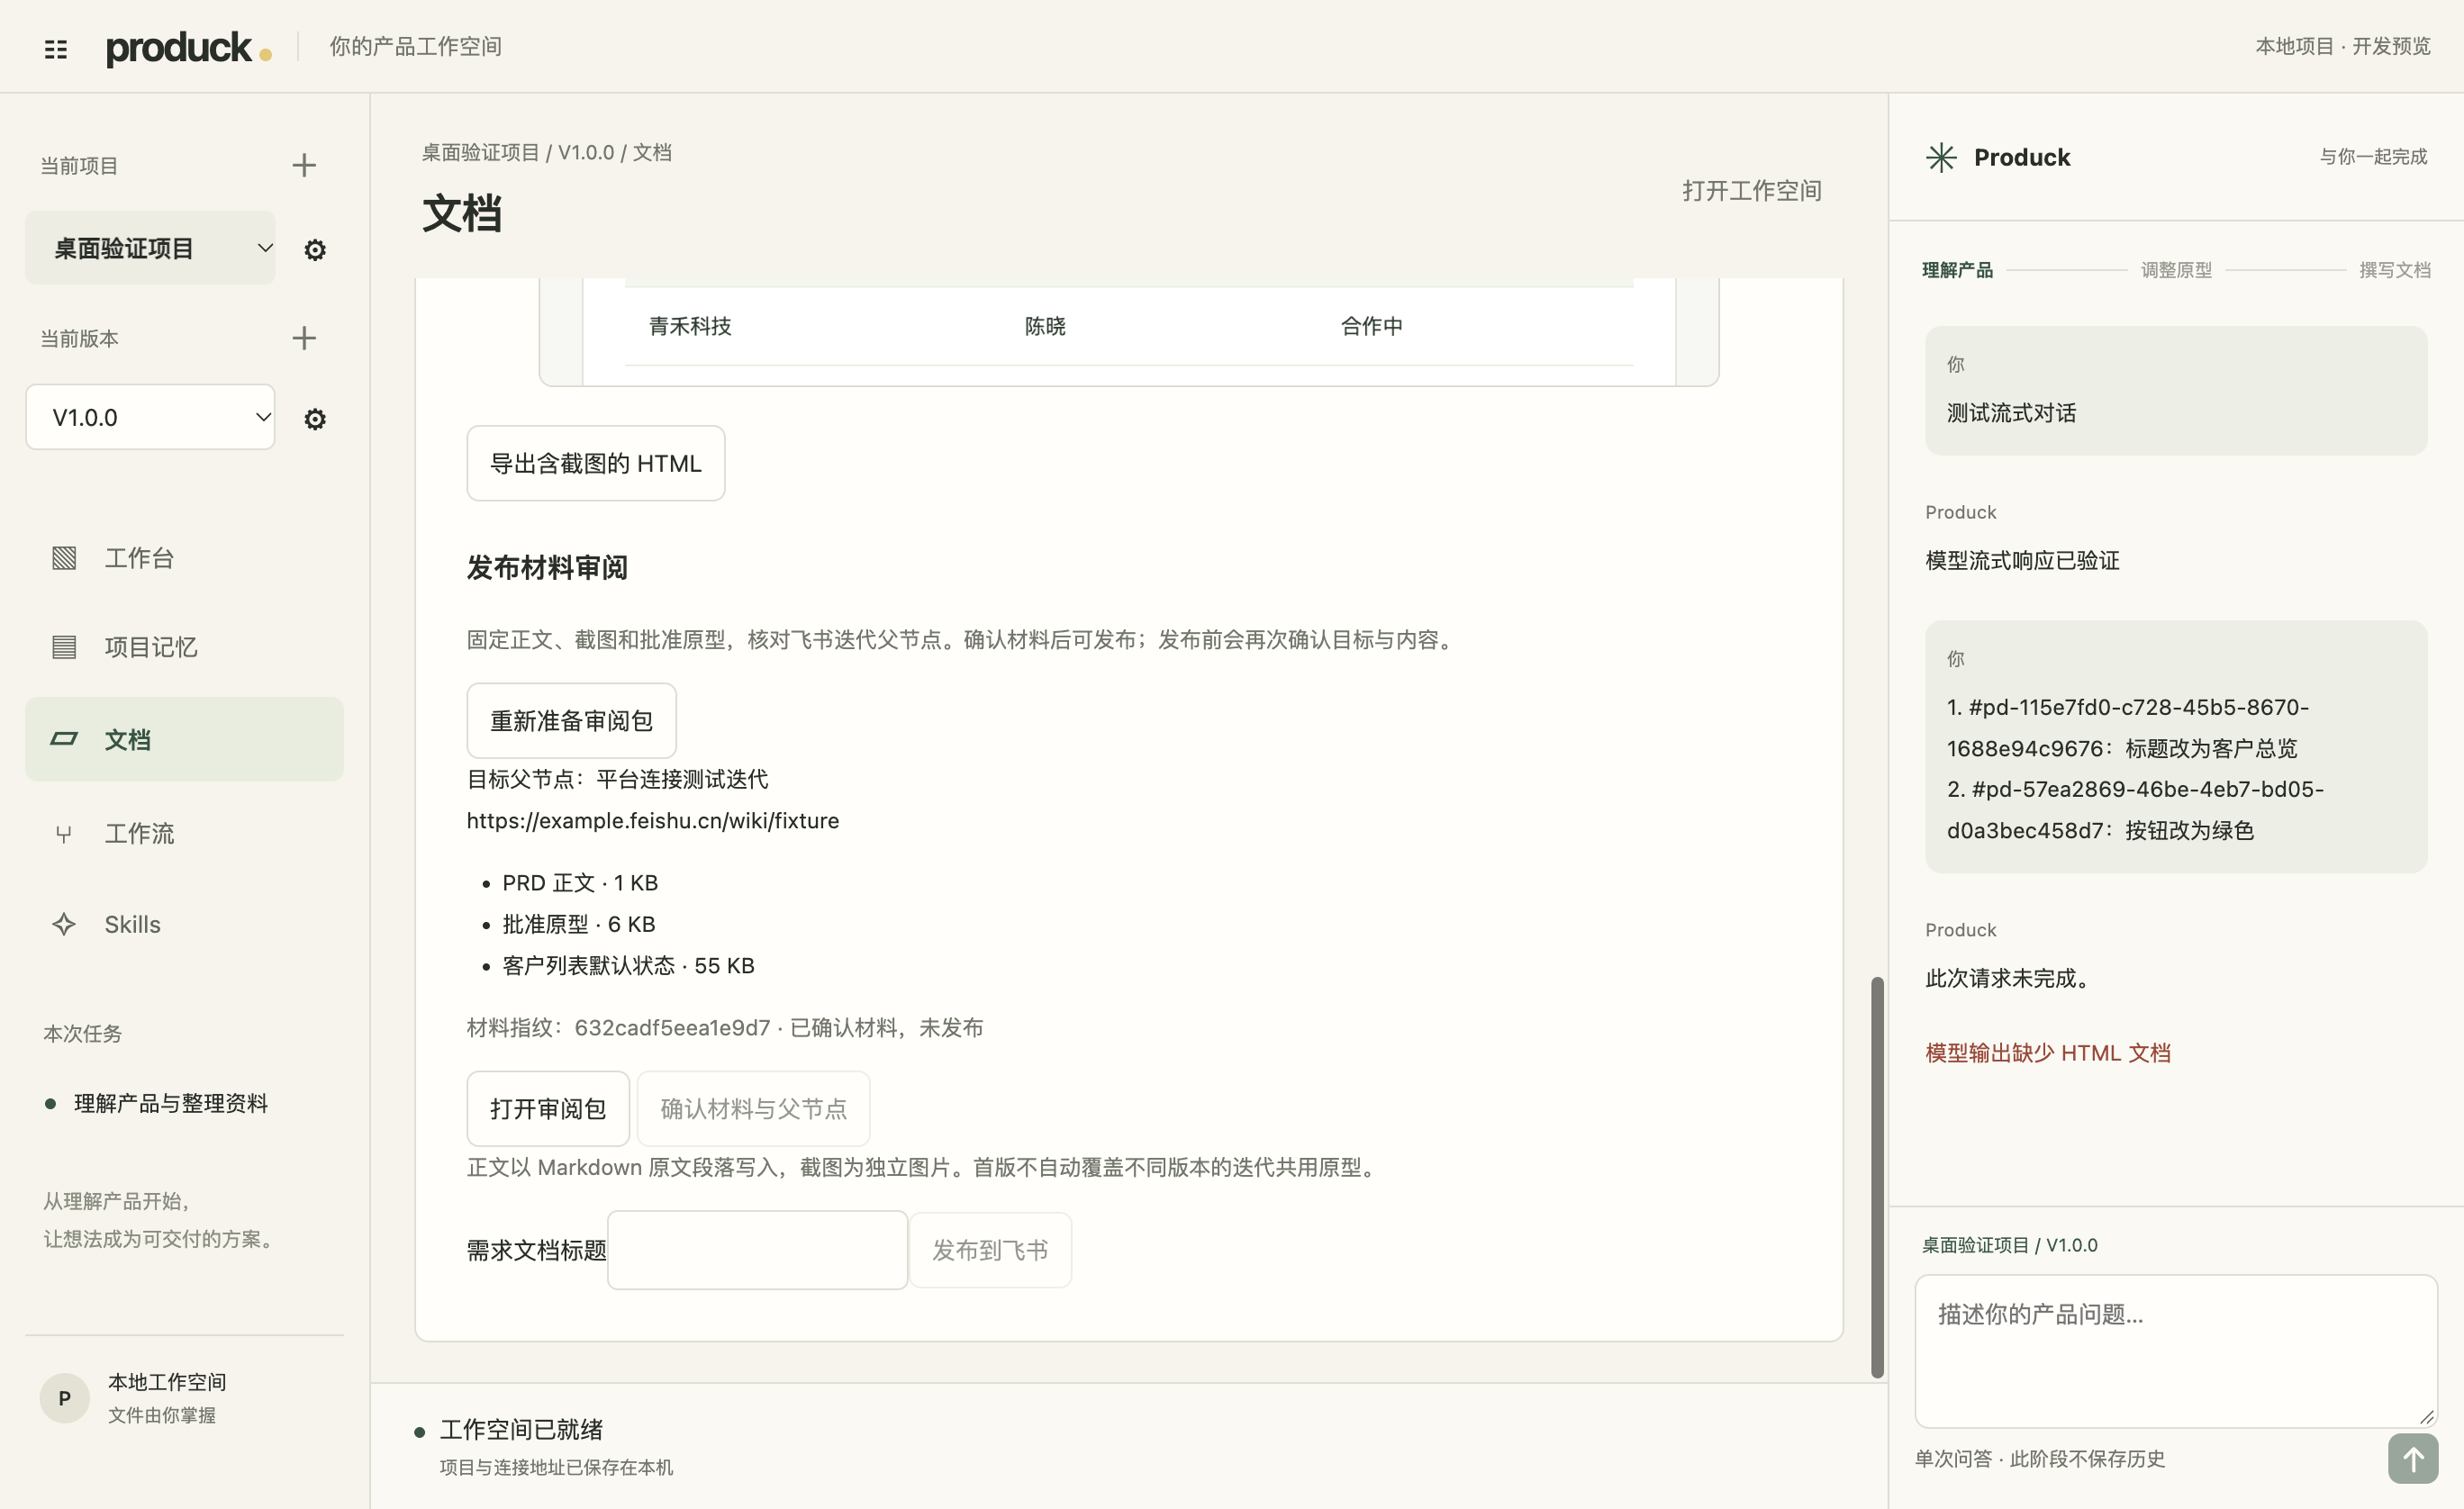 produck
你的产品工作空间
本地项目 · 开发预览
当前项目
桌面验证项目
当前版本
V1.0.0
工作台
项目记忆
文档
工作流
Skills
本次任务
理解产品与整理资料
从理解产品开始，
让想法成为可交付的方案。
P
本地工作空间
文件由你掌握
桌面验证项目 / V1.0.0 / 文档
文档
打开工作空间
青禾科技 陈晓 合作中
导出含截图的 HTML
发布材料审阅
固定正文、截图和批准原型，核对飞书迭代父节点。确认材料后可发布；发布前会再次确认目标与内容。
重新准备审阅包
目标父节点：平台连接测试迭代
https://example.feishu.cn/wiki/fixture
• PRD 正文 · 1 KB
• 批准原型 · 6 KB
• 客户列表默认状态 · 55 KB
材料指纹：632cadf5eea1e9d7 · 已确认材料，未发布
打开审阅包 确认材料与父节点
正文以 Markdown 原文段落写入，截图为独立图片。首版不自动覆盖不同版本的迭代共用原型。
需求文档标题 发布到飞书
工作空间已就绪
项目与连接地址已保存在本机
Produck
与你一起完成
理解产品 调整原型 撰写文档
你
测试流式对话
Produck
模型流式响应已验证
你
1. #pd-115e7fd0-c728-45b5-8670-
1688e94c9676：标题改为客户总览
2. #pd-57ea2869-46be-4eb7-bd05-
d0a3bec458d7：按钮改为绿色
Produck
此次请求未完成。
模型输出缺少 HTML 文档
桌面验证项目 / V1.0.0
描述你的产品问题...
单次问答 · 此阶段不保存历史